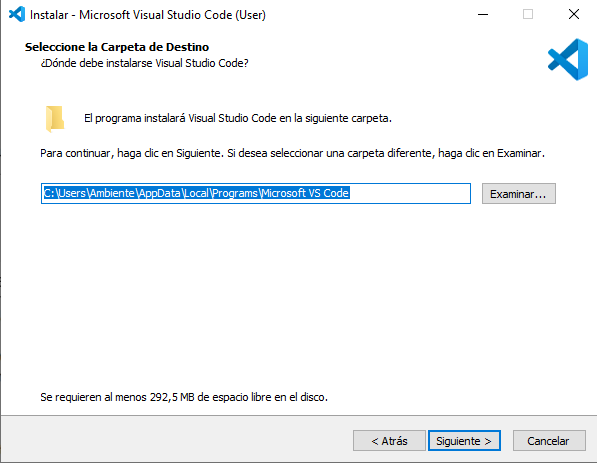 Instalar - Microsoft Visual Studio Code (User)
Seleccione la Carpeta de Destino
¿Dónde debe instalarse Visual Studio Code?
El programa instalará Visual Studio Code en la siguiente carpeta.
Para continuar, haga clic en Siguiente. Si desea seleccionar una carpeta diferente, haga clic en Examinar.
C:\Users\Ambiente\AppData\Local\Programs\Microsoft VS Code
Examinar...
Se requieren al menos 292,5 MB de espacio libre en el disco.
< Atrás
Siguiente >
Cancelar